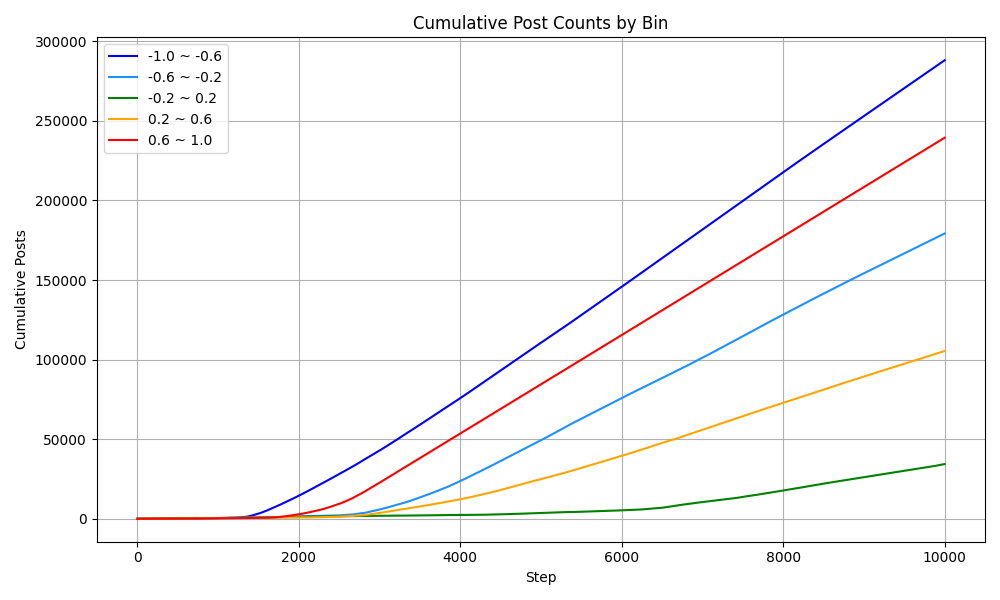 Cumulative Post Counts by Bin
300000
250000
200000
150000
100000
50000
0
Cumulative Posts
-1.0 ~ -0.6
-0.6 ~ -0.2
-0.2 ~ 0.2
0.2 ~ 0.6
0.6 ~ 1.0
0 2000 4000 6000 8000 10000
Step